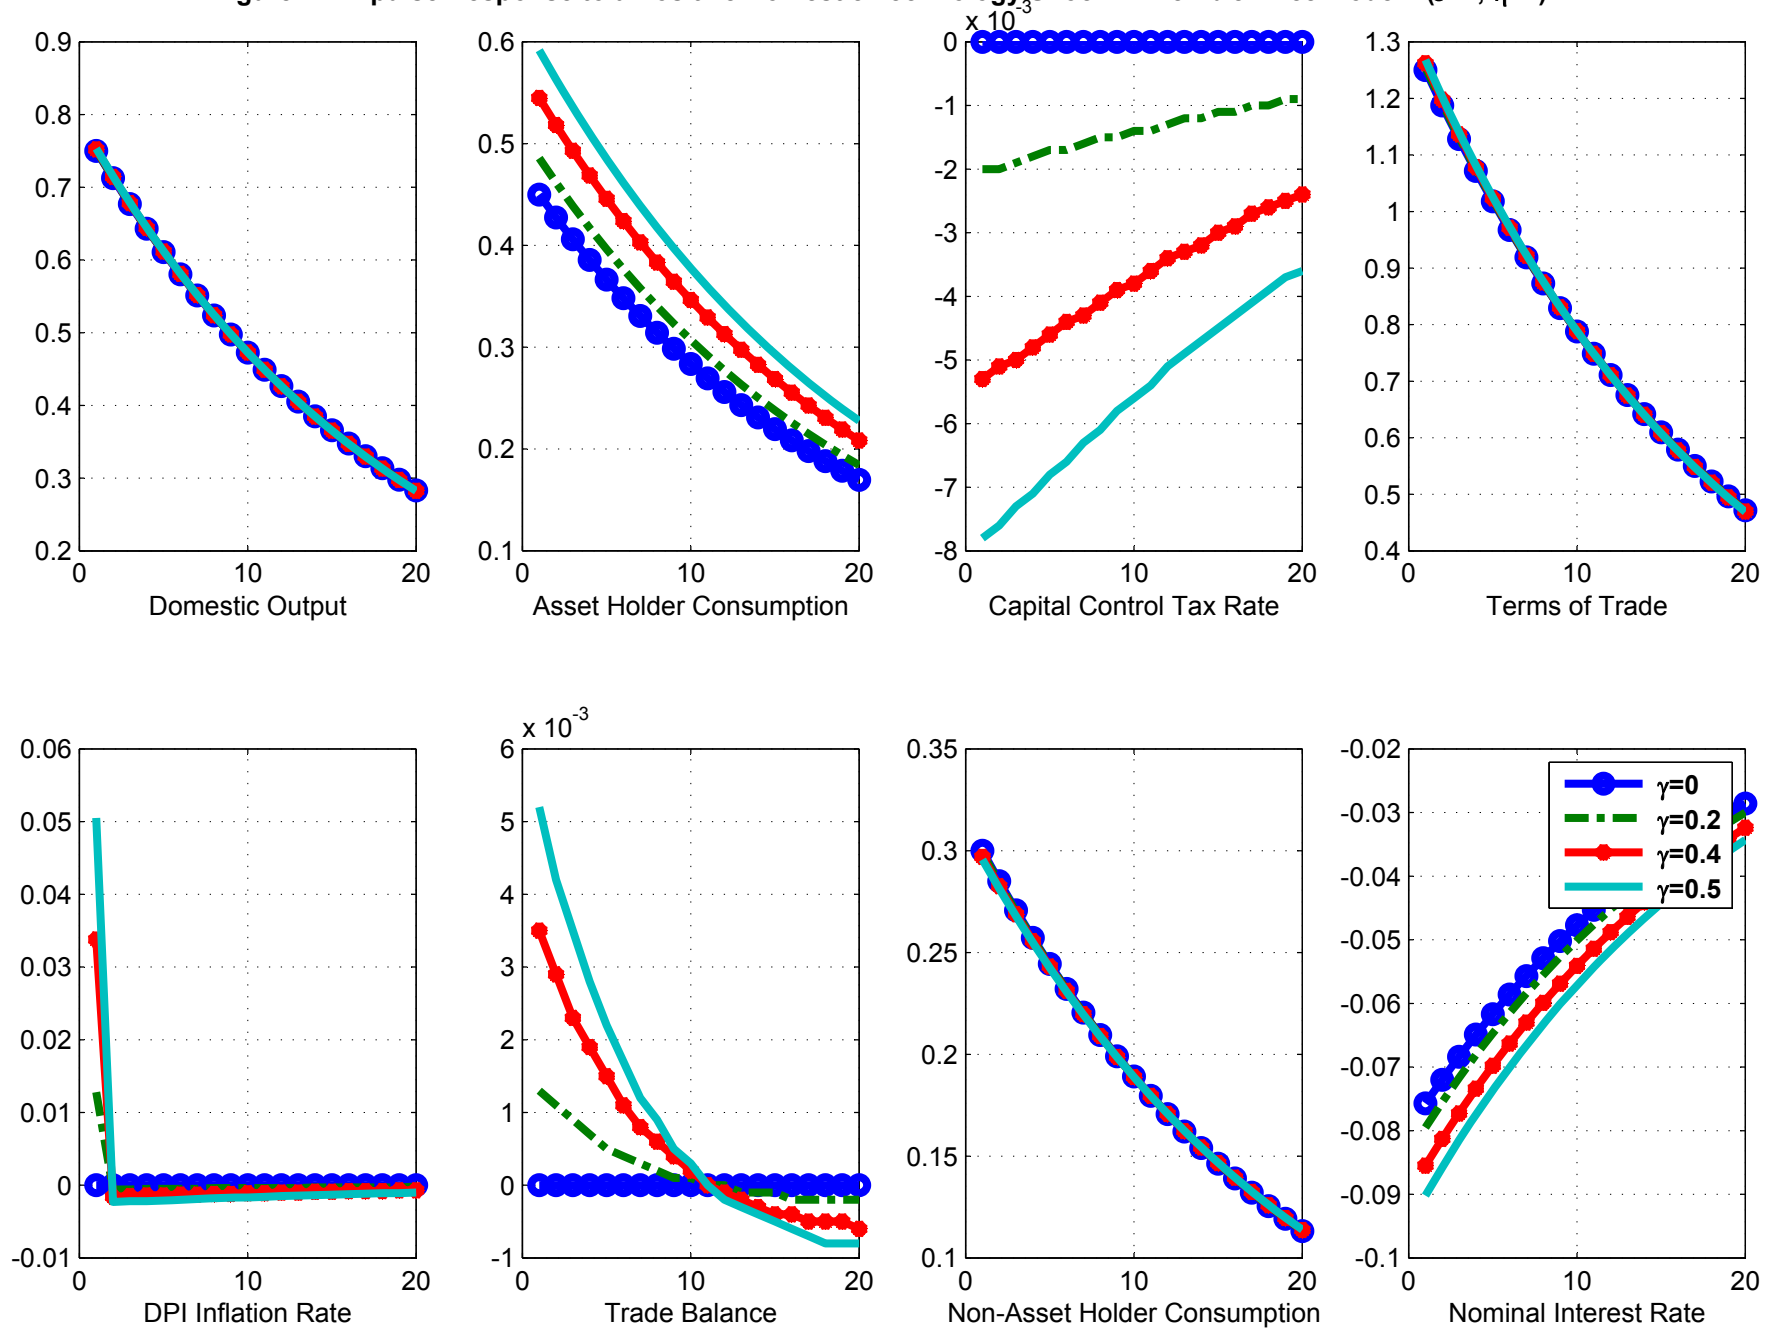 x 10^-3
0.9
0.8
0.7
0.6
0.5
0.4
0.3
0.2
0 10 20
Domestic Output
0.6
0.5
0.4
0.3
0.2
0.1
0 10 20
Asset Holder Consumption
0
-1
-2
-3
-4
-5
-6
-7
-8
0 10 20
Capital Control Tax Rate
1.3
1.2
1.1
1
0.9
0.8
0.7
0.6
0.5
0.4
0 10 20
Terms of Trade
0.06
0.05
0.04
0.03
0.02
0.01
0
-0.01
0 10 20
DPI Inflation Rate
x 10^-3
6
5
4
3
2
1
0
-1
0 10 20
Trade Balance
0.35
0.3
0.25
0.2
0.15
0.1
0 10 20
Non-Asset Holder Consumption
-0.02
-0.03
-0.04
-0.05
-0.06
-0.07
-0.08
-0.09
-0.1
0 10 20
Nominal Interest Rate
γ=0
γ=0.2
γ=0.4
γ=0.5